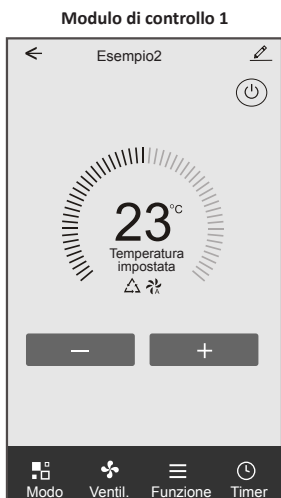 Modulo di controllo 1
Esempio2
23°C
Temperatura
impostata
A
− +
Modo Ventil. Funzione Timer